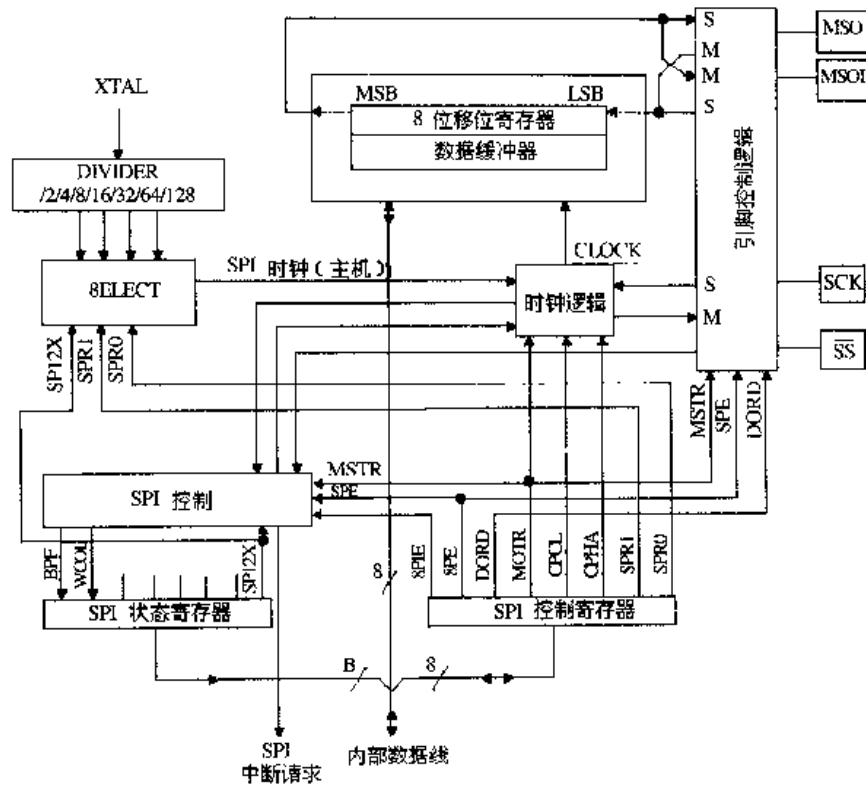 S
MSO
M
M
MSOI
S
XTAL
MSB
LSB
8 位移位寄存器
数据缓冲器
引脚控制逻辑
DIVIDER
/2/4/8/16/32/64/128
8ELECT
SPI 时钟（主机）
CLOCK
时钟逻辑
S
M
SCK
SS
SP12X
SPR1
SPR0
MSTR
SPE
DORD
SPI 控制
MSTR
SPE
BPF
WCOL
SP12X
8
8PIE
8PE
DORD
MOTR
CPCL
CPHA
SPR1
SPR0
SPI 状态寄存器
SPI 控制寄存器
B
8
SPI
中断请求
内部数据线